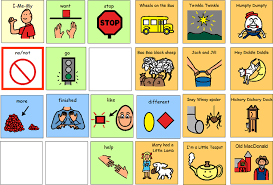 I-Me-My want stop Wheels on the Bus Twinkle Twinkle Humpty Dumpty
STOP
no/not go Baa Baa black sheep Jack and Jill Hey Diddle Diddle
more finished like different Incy Wincy spider Hickory Dickory Dock
help Mary had a little Lamb I'm a little Teapot Old MacDonald